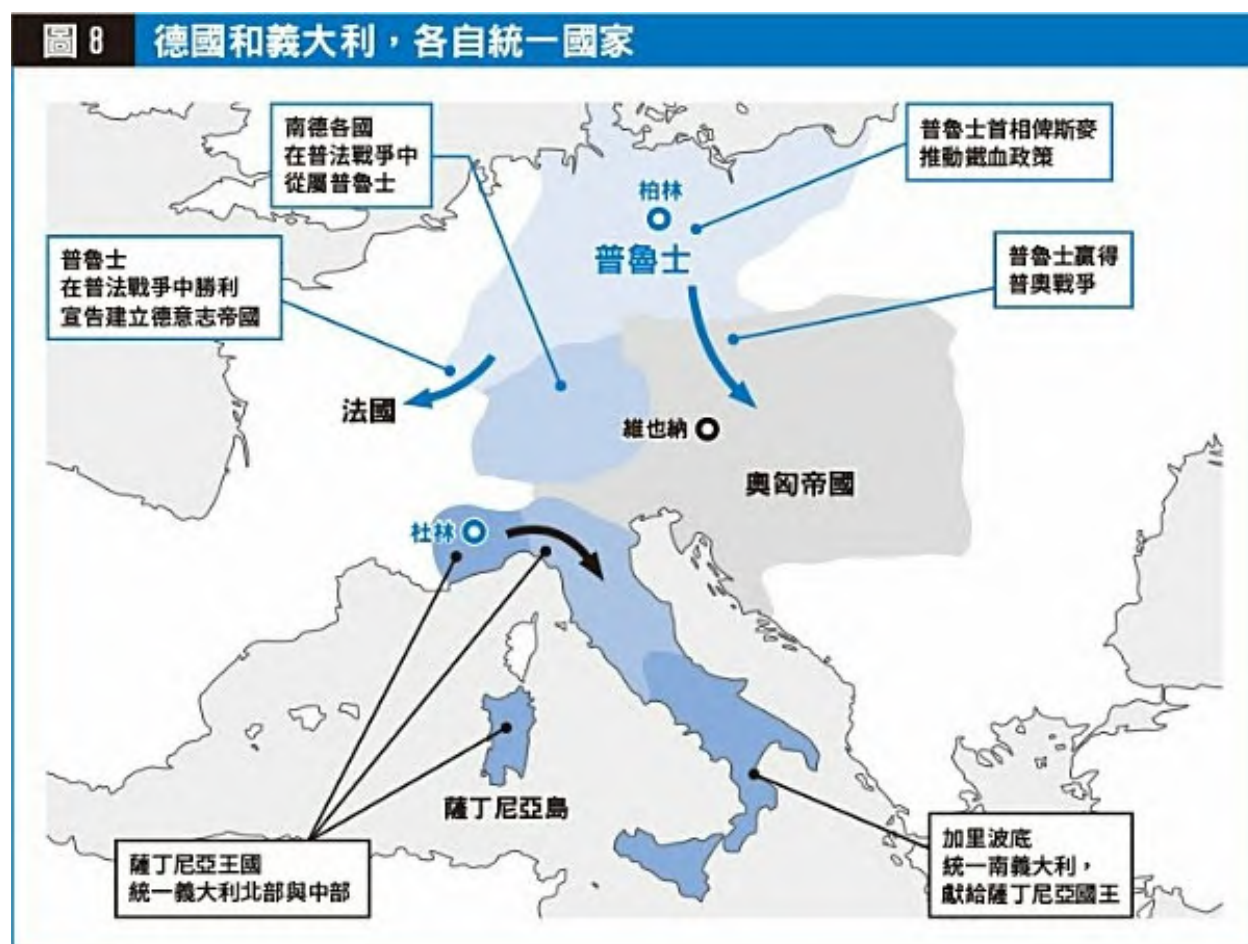 圖8 德國和義大利，各自統一國家
南德各國
在普法戰爭中
從屬普魯士
普魯士首相俾斯麥
推動鐵血政策
柏林
普魯士
普魯士
在普法戰爭中勝利
宣告建立德意志帝國
普魯士贏得
普奧戰爭
法國
維也納
奧匈帝國
杜林
薩丁尼亞島
薩丁尼亞王國
統一義大利北部與中部
加里波底
統一南義大利，
獻給薩丁尼亞國王